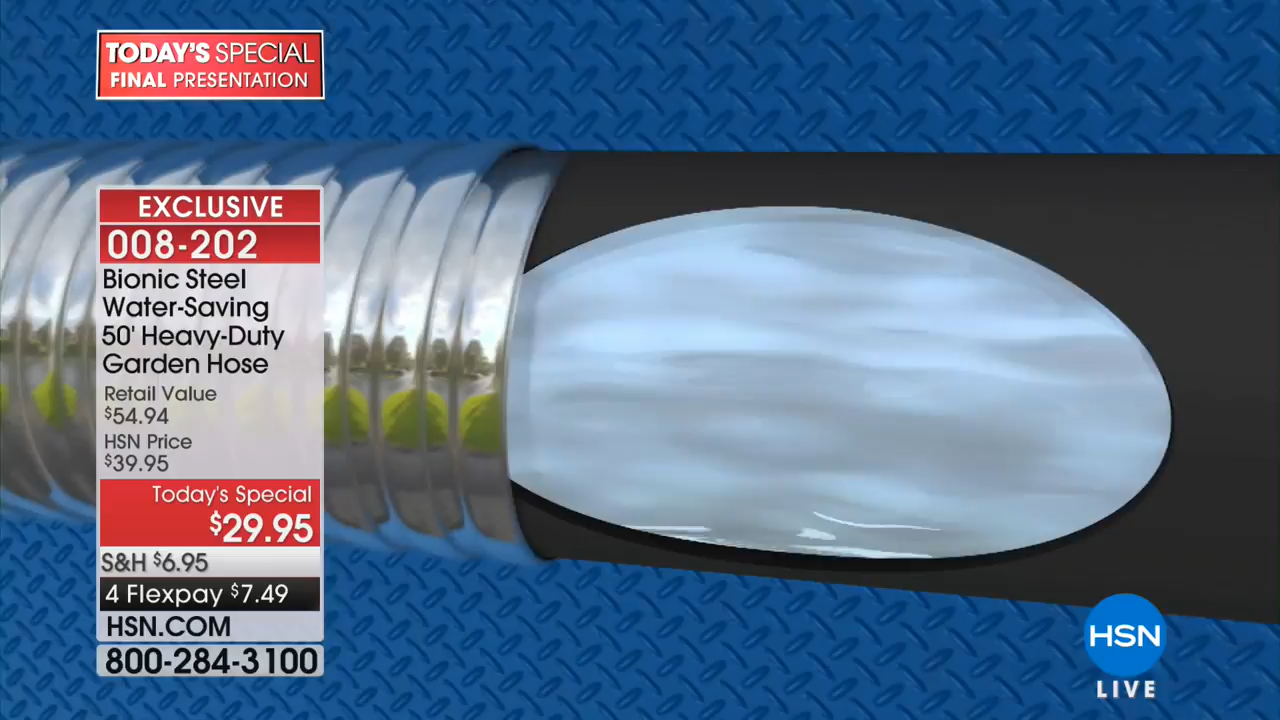 TODAY'S SPECIAL
FINAL PRESENTATION
EXCLUSIVE
008-202
Bionic Steel
Water-Saving
50' Heavy-Duty
Garden Hose
Retail Value
$54.94
HSN Price
$39.95
Today's Special
$29.95
S&H $6.95
4 Flexpay $7.49
HSN.COM
800-284-3100
HSN
LIVE